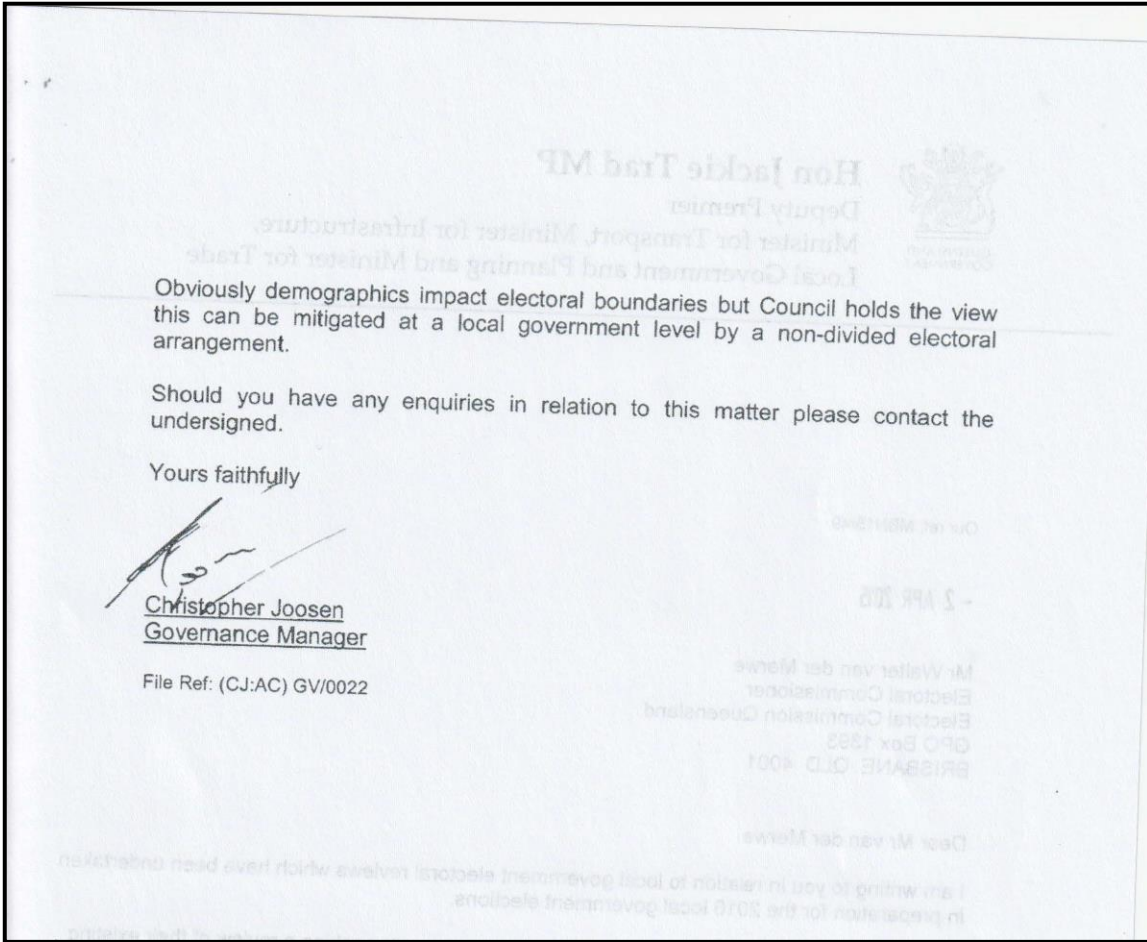 Hon Jackie Trad MP
Deputy Premier
Minister for Transport, Minister for Infrastructure,
Local Government and Planning and Minister for Trade
Obviously demographics impact electoral boundaries but Council holds the view
this can be mitigated at a local government level by a non-divided electoral
arrangement.
Should you have any enquiries in relation to this matter please contact the
undersigned.
Yours faithfully
Christopher Joosen
Governance Manager
File Ref: (CJ:AC) GV/0022
Our ref:
- 2 APR 2015
Mr Walter van der Merwe
Electoral Commissioner
Electoral Commission Queensland
GPO Box 1393
BRISBANE QLD 4001
Dear Mr van der Merwe
I am writing to you in relation to local government electoral reviews which have been undertaken
in preparation for the local government elections.
review of their existing